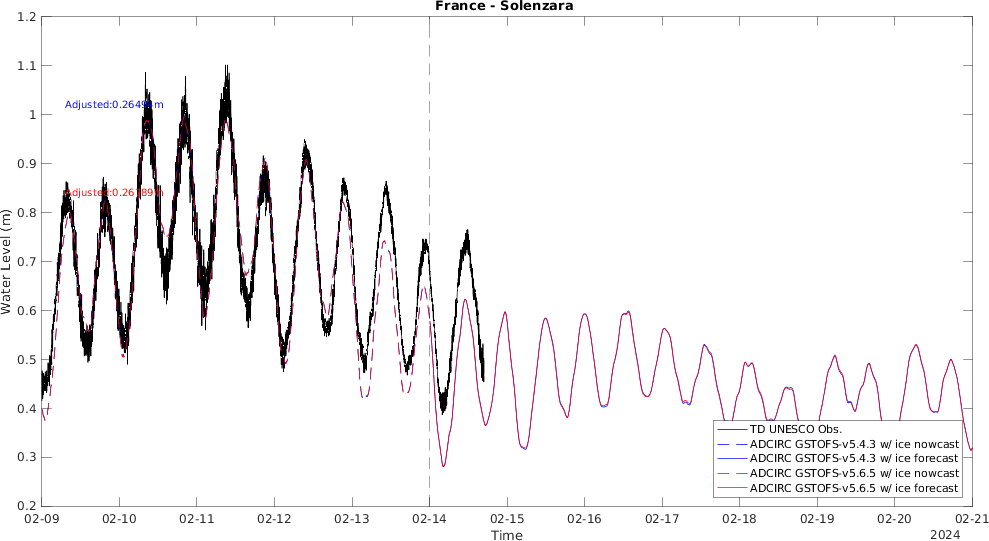 France - Solenzara
Water Level (m)
1.2
1.1
1
0.9
0.8
0.7
0.6
0.5
0.4
0.3
0.2
Adjusted:0.26494m
Adjusted:0.26789m
TD UNESCO Obs.
ADCIRC GSTOFS-v5.4.3 w/ ice nowcast
ADCIRC GSTOFS-v5.4.3 w/ ice forecast
ADCIRC GSTOFS-v5.6.5 w/ ice nowcast
ADCIRC GSTOFS-v5.6.5 w/ ice forecast
02-09 02-10 02-11 02-12 02-13 02-14 02-15 02-16 02-17 02-18 02-19 02-20 02-21
Time
2024